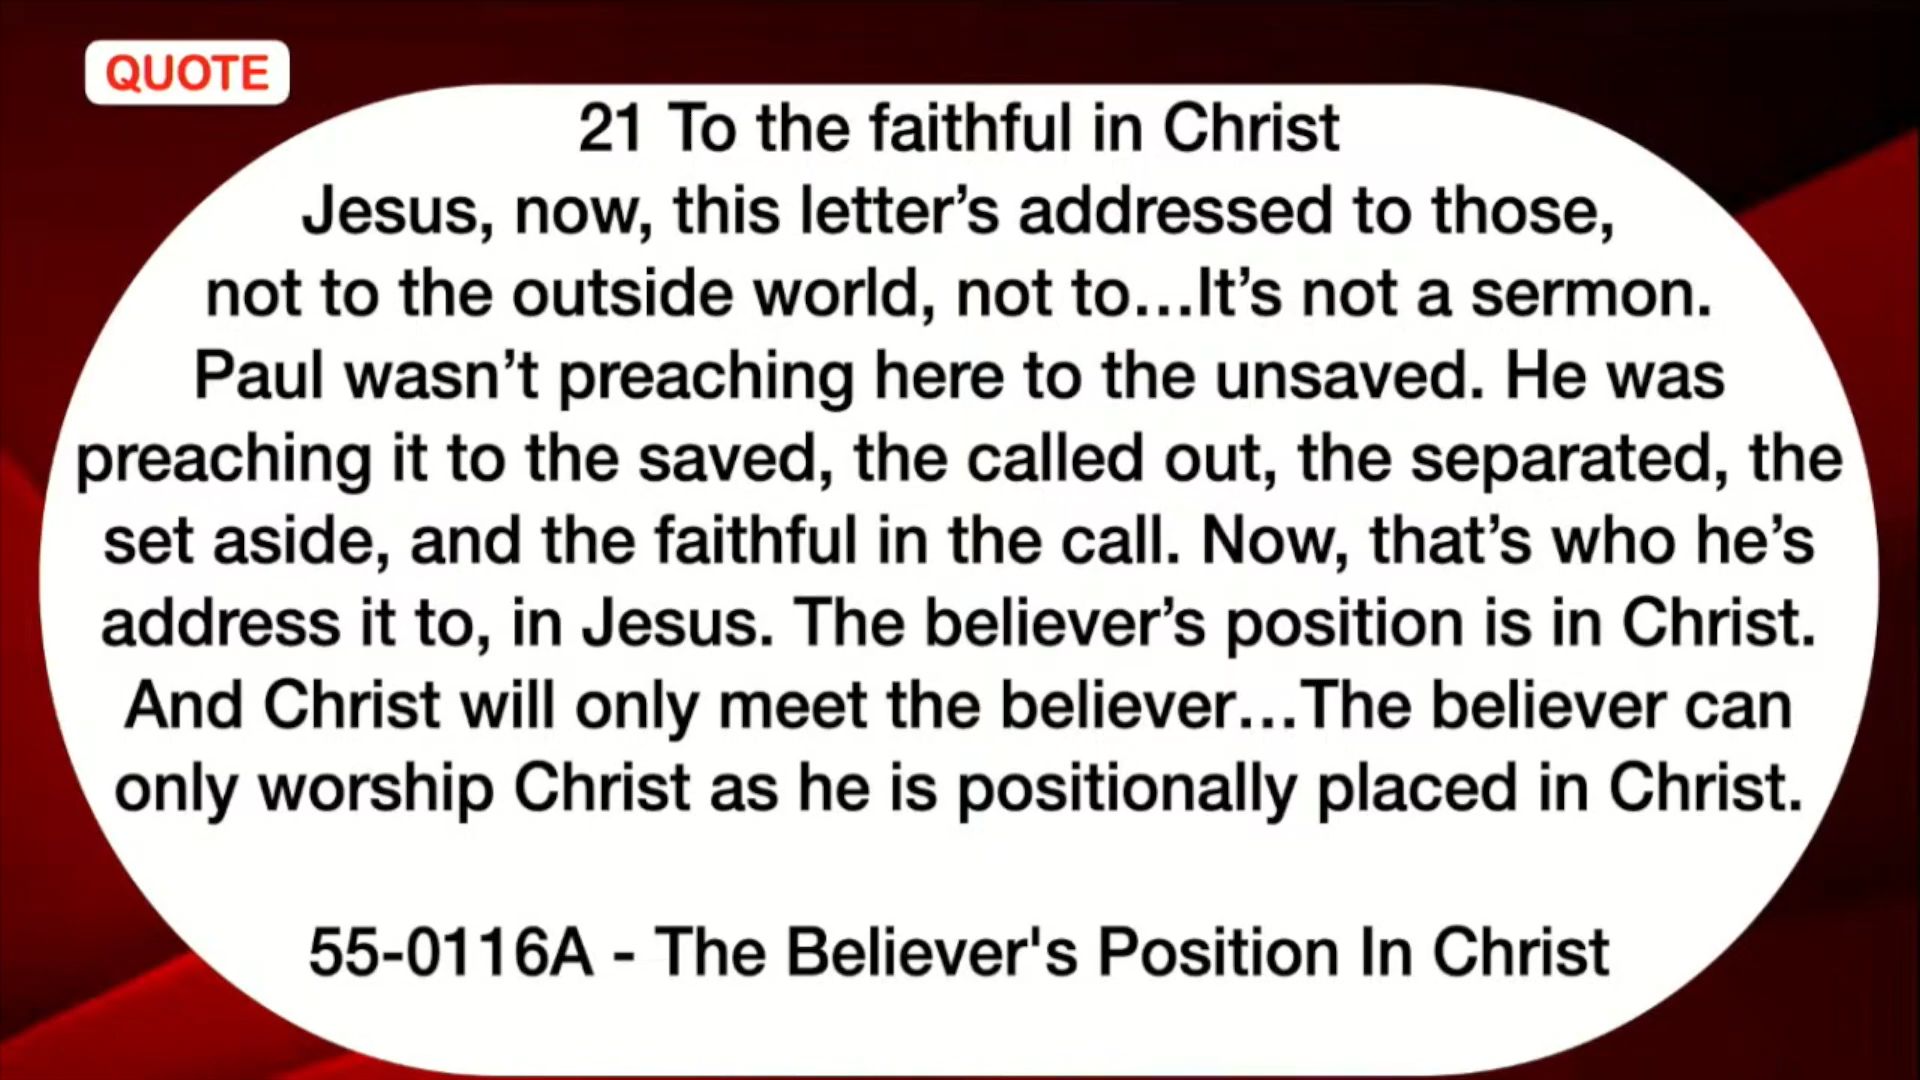 QUOTE
21 To the faithful in Christ
Jesus, now, this letter’s addressed to those,
not to the outside world, not to…It’s not a sermon.
Paul wasn’t preaching here to the unsaved. He was
preaching it to the saved, the called out, the separated, the
set aside, and the faithful in the call. Now, that’s who he’s
address it to, in Jesus. The believer’s position is in Christ.
And Christ will only meet the believer…The believer can
only worship Christ as he is positionally placed in Christ.
55-0116A - The Believer's Position In Christ